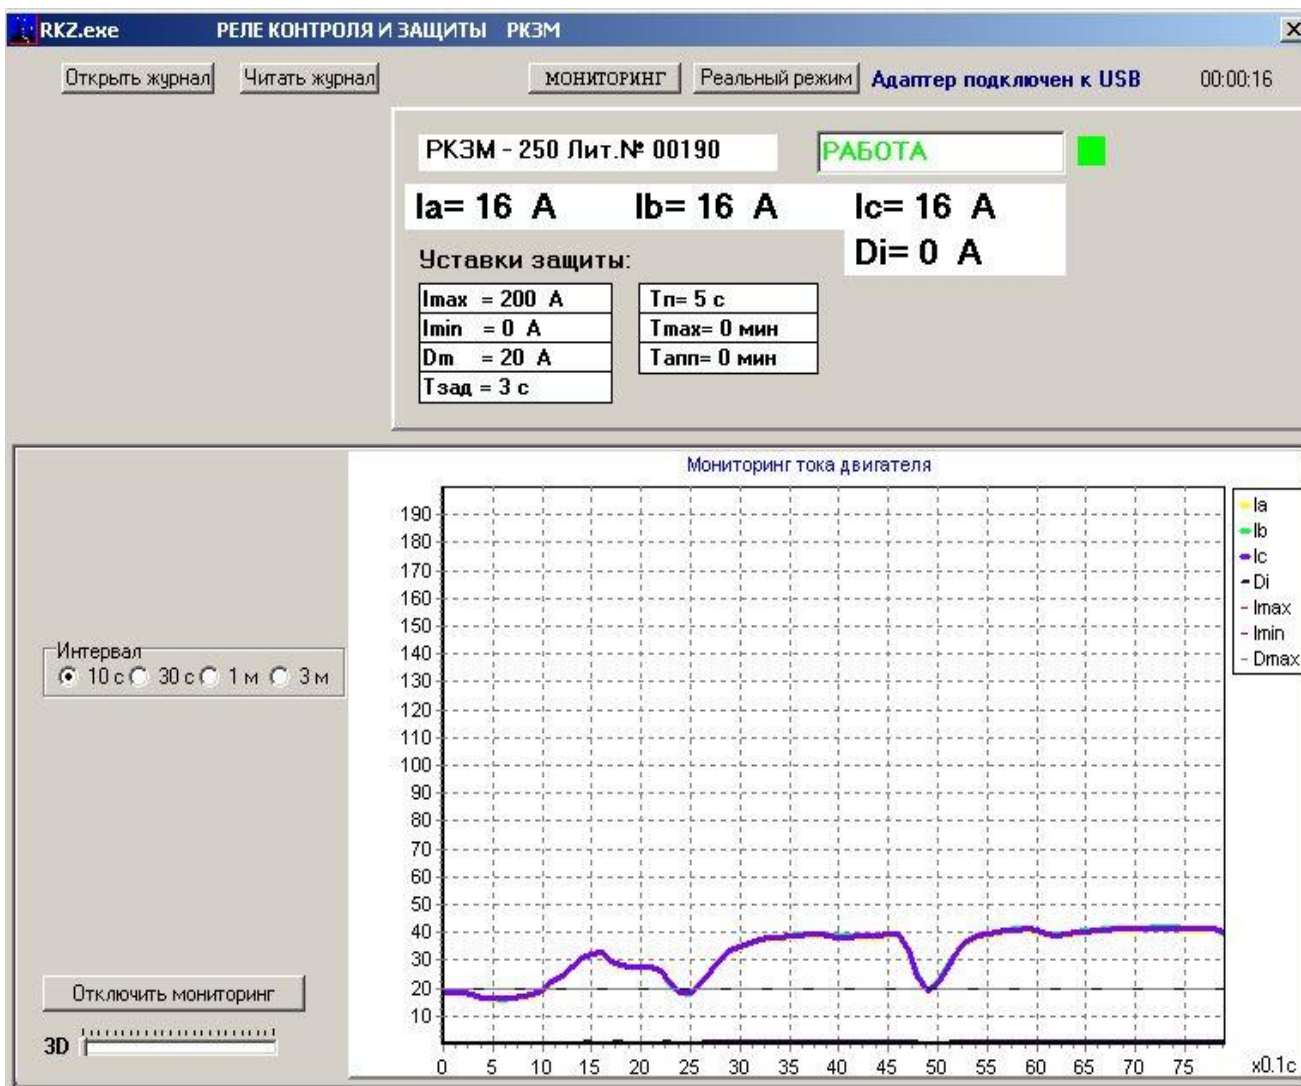 RKZ.exe РЕЛЕ КОНТРОЛЯ И ЗАЩИТЫ РКЗМ
Открыть журнал Читать журнал МОНИТОРИНГ Реальный режим Адаптер подключен к USB 00:00:16
РКЗМ - 250 Лит.№ 00190 РАБОТА
Ia= 16 А Ib= 16 А Ic= 16 А
Di= 0 А
Уставки защиты:
Imax = 200 А Тп= 5 с
Imin = 0 А Тmax= 0 мин
Dm = 20 А Тапп= 0 мин
Тзад = 3 с
Мониторинг тока двигателя
190
180
170
160
150
140
130
120
110
100
90
80
70
60
50
40
30
20
10
0 5 10 15 20 25 30 35 40 45 50 55 60 65 70 75 x0.1c
Ia
Ib
Ic
Di
Imax
Imin
Dmax
Интервал
10 с 30 с 1 м 3 м
Отключить мониторинг
3D